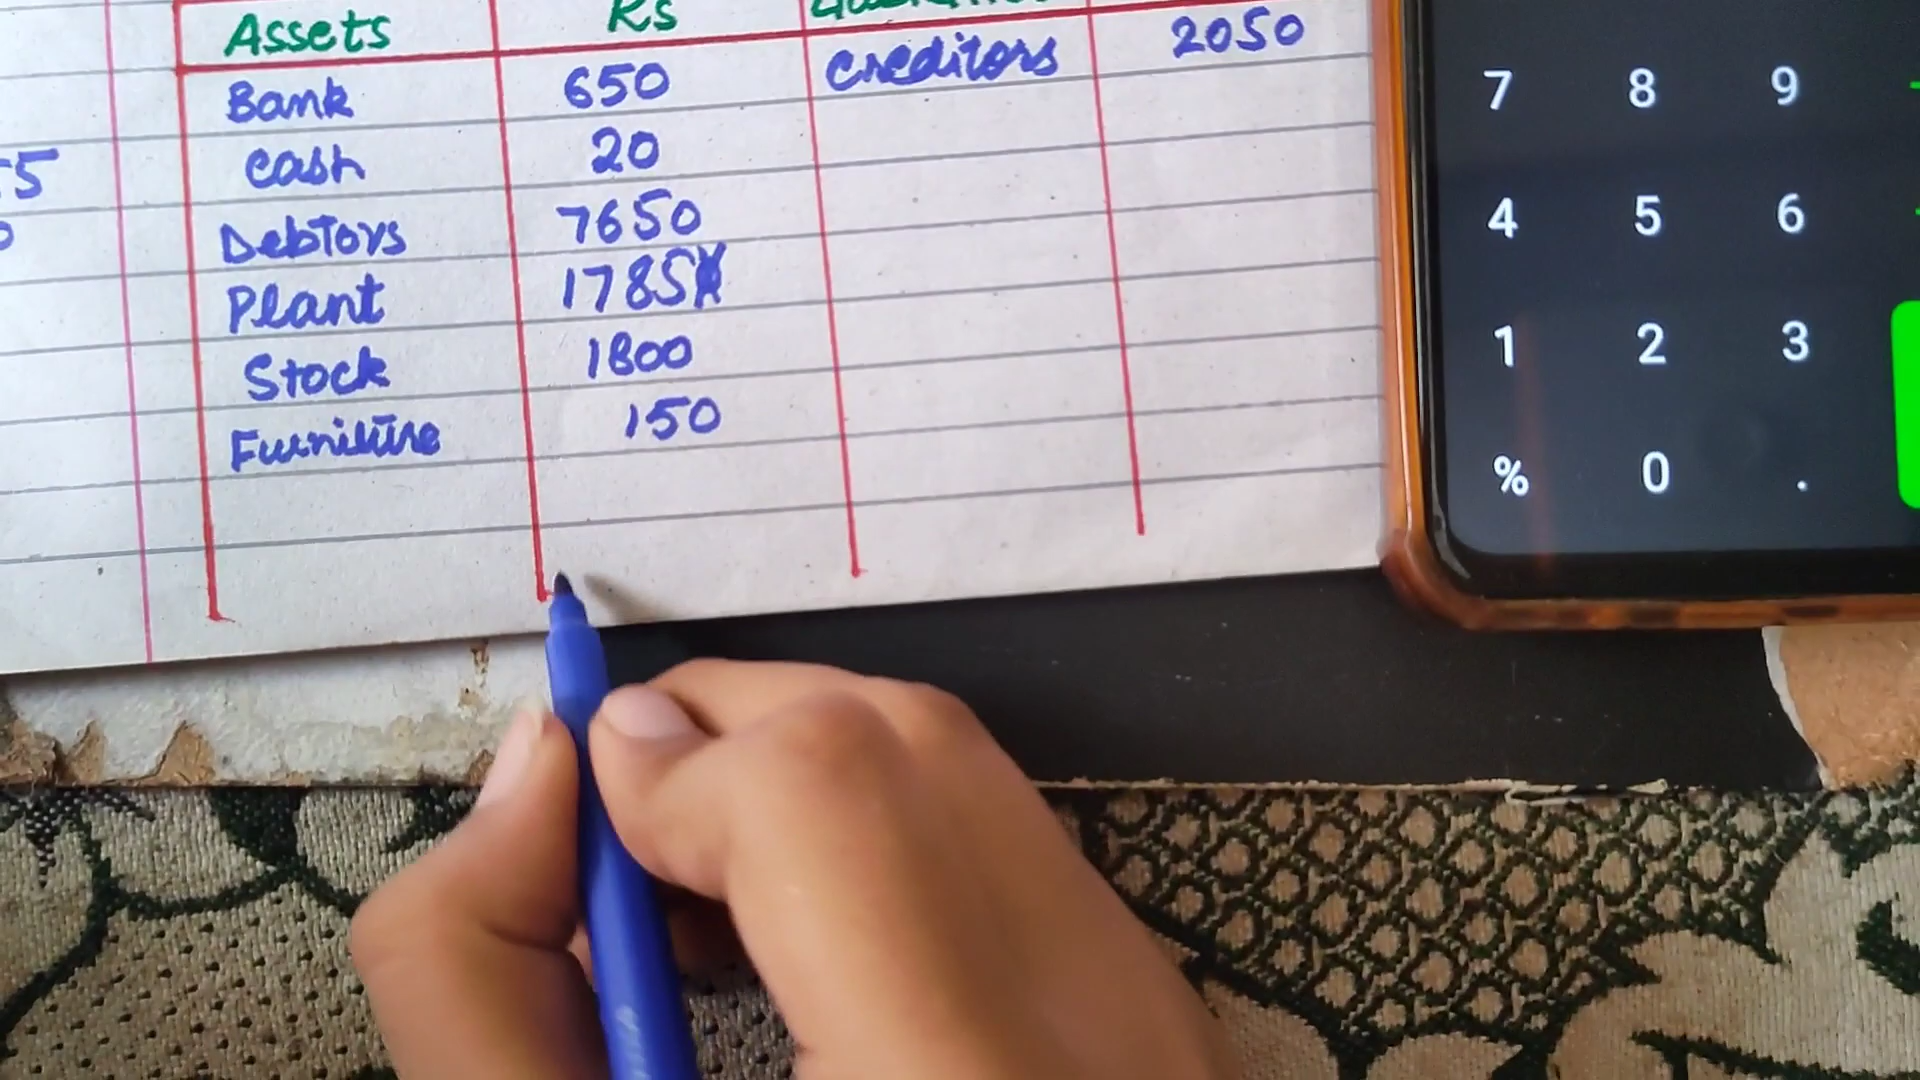 Assets Rs
Bank 650 creditors 2050
cash 20
Debtors 7650
Plant 1785
Stock 1800
Furniture 150
7 8 9
4 5 6
1 2 3
% 0 .